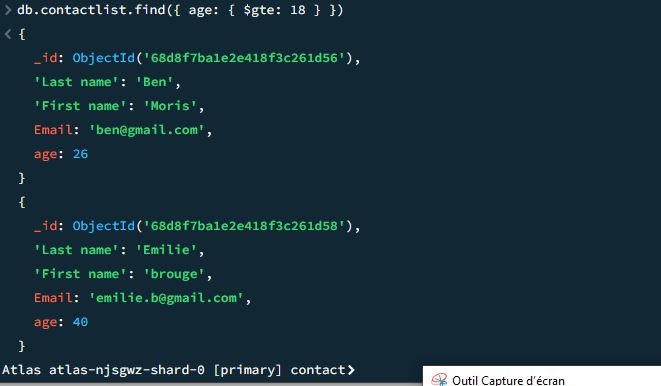 > db.contactlist.find({ age: { $gte: 18 } })
< {
_id: ObjectId('68d8f7ba1e2e418f3c261d56'),
'Last name': 'Ben',
'First name': 'Moris',
Email: 'ben@gmail.com',
age: 26
}
{
_id: ObjectId('68d8f7ba1e2e418f3c261d58'),
'Last name': 'Emilie',
'First name': 'brouge',
Email: 'emilie.b@gmail.com',
age: 40
}
Atlas atlas-njsgwz-shard-0 [primary] contact>
Outil Capture d'écran